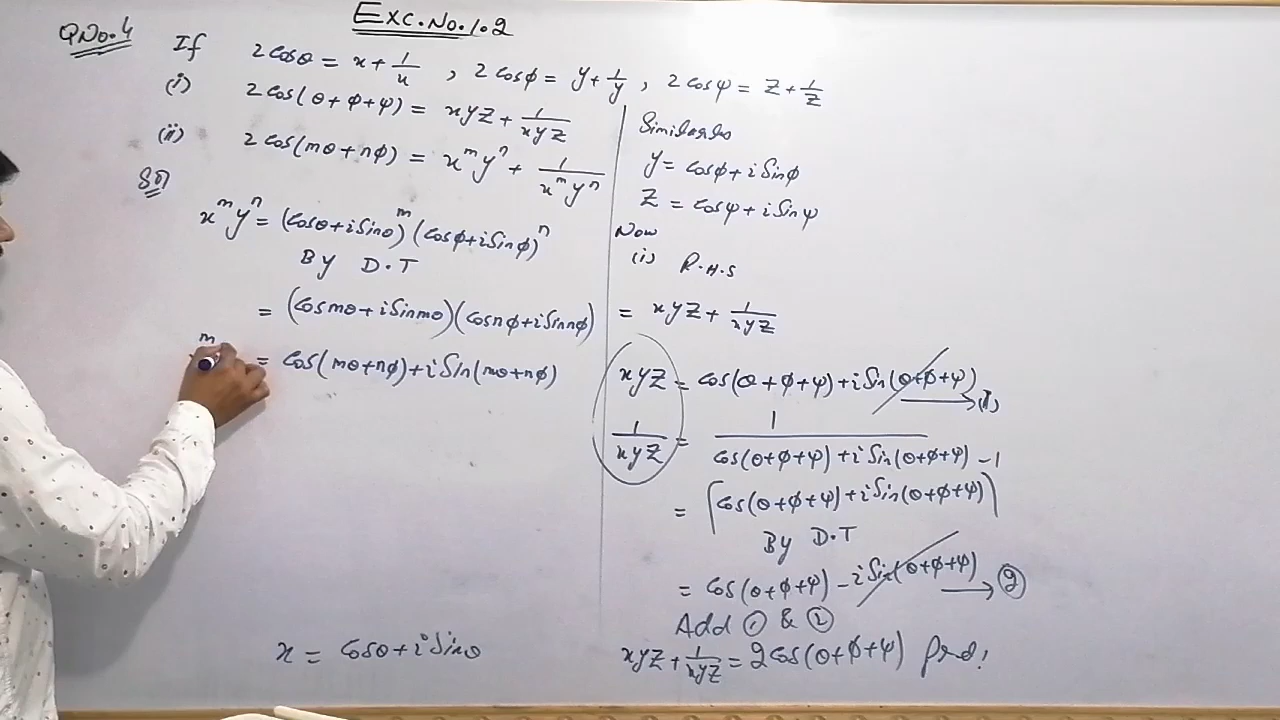 Exc. No. 1.2
Q No. 4 If 2cosθ = x + 1/x , 2cosϕ = y + 1/y , 2cosψ = z + 1/z
(i) 2cos(θ+ϕ+ψ) = xyz + 1/xyz
(ii) 2cos(mθ+nϕ) = x^m y^n + 1/x^m y^n
Sol
x^m y^n = (cosθ+iSinθ)^m (cosϕ+iSinϕ)^n
By D.T
= (cosmθ+iSinmθ)(cosnϕ+iSinnϕ)
m = cos(mθ+nϕ)+iSin(mθ+nϕ)
x = cosθ+iSinθ
y = cosϕ+iSinϕ
z = cosψ+iSinψ
Now
(i) R.H.S
= xyz + 1/xyz
xyz = cos(θ+ϕ+ψ)+iSin(θ+ϕ+ψ) →
1/xyz = 1/cos(θ+ϕ+ψ)+iSin(θ+ϕ+ψ)
= [cos(θ+ϕ+ψ)+iSin(θ+ϕ+ψ)]^-1
By D.T
= cos(θ+ϕ+ψ)-iSin(θ+ϕ+ψ) → ②
Add ① & ②
xyz + 1/xyz = 2cos(θ+ϕ+ψ)